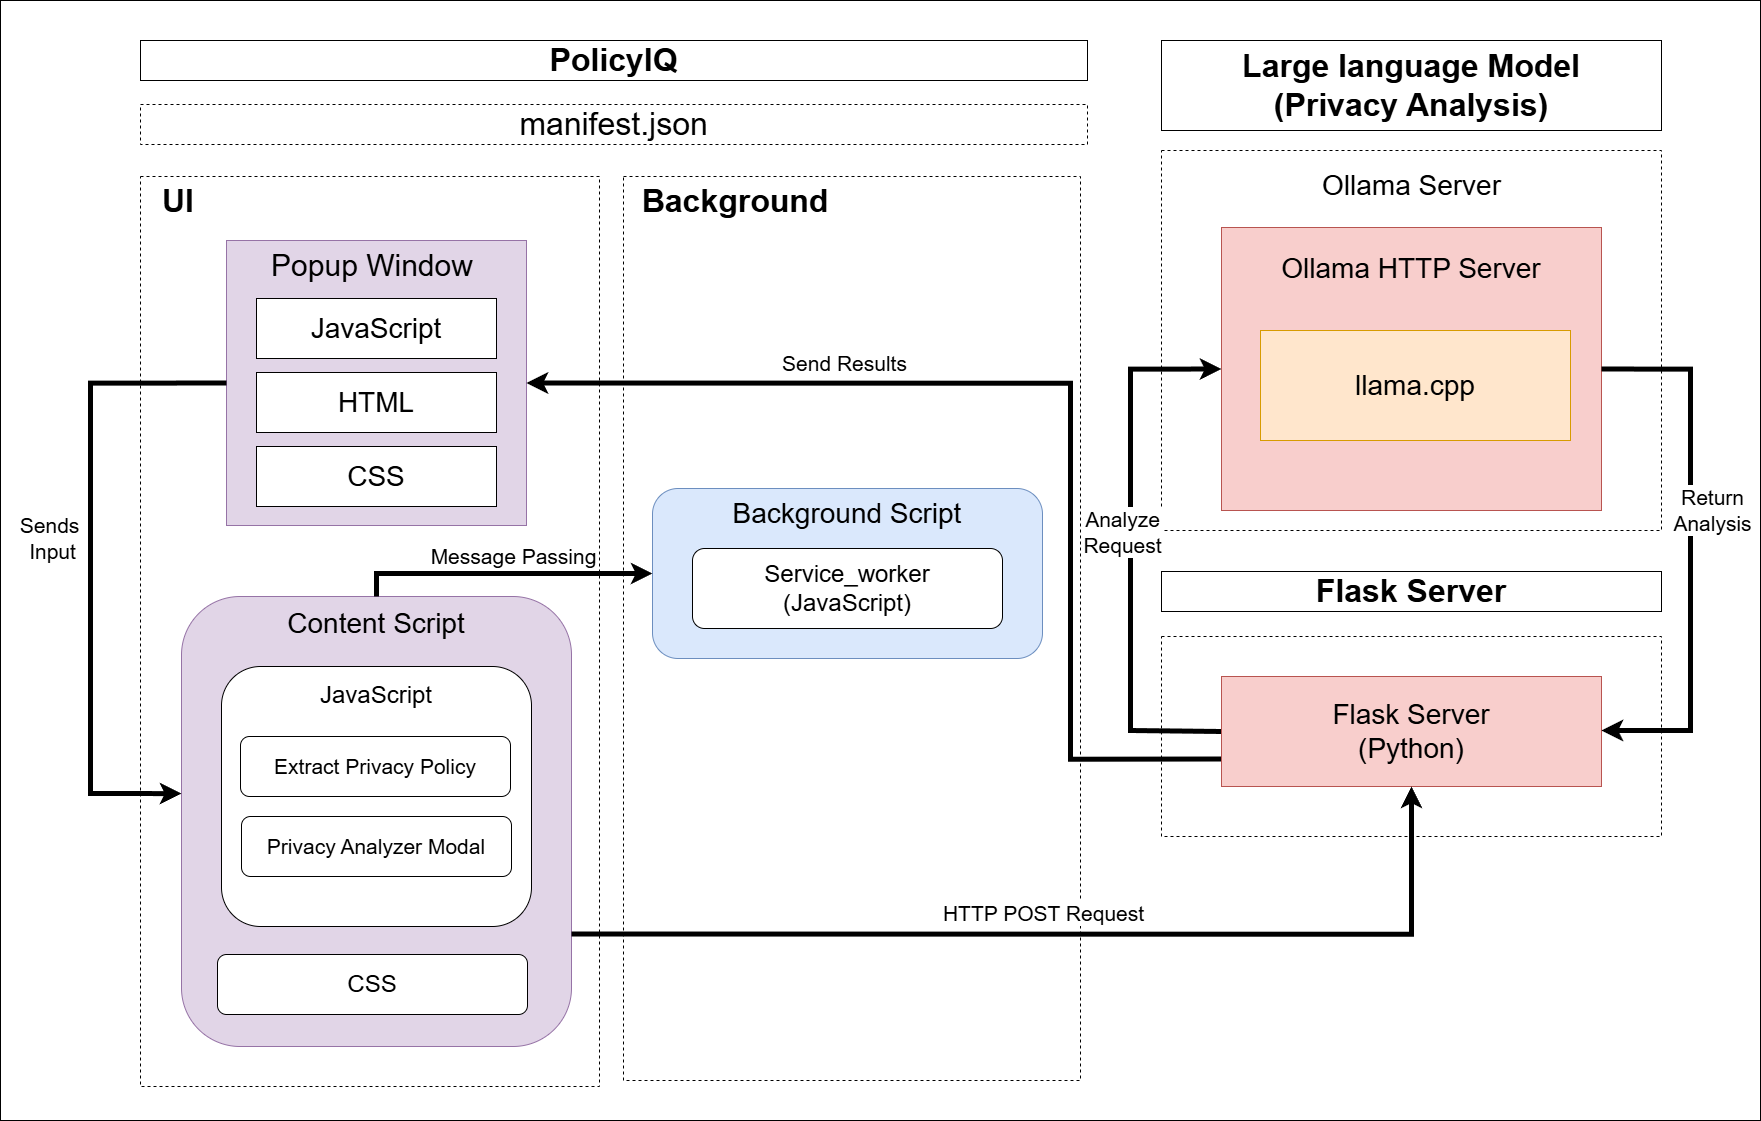 PolicyIQ
manifest.json
UI
Popup Window
JavaScript
HTML
CSS
Sends
Input
Content Script
JavaScript
Extract Privacy Policy
Privacy Analyzer Modal
CSS
Message Passing
Background
Send Results
Background Script
Service_worker
(JavaScript)
HTTP POST Request
Large language Model
(Privacy Analysis)
Ollama Server
Ollama HTTP Server
llama.cpp
Analyze
Request
Return
Analysis
Flask Server
Flask Server
(Python)